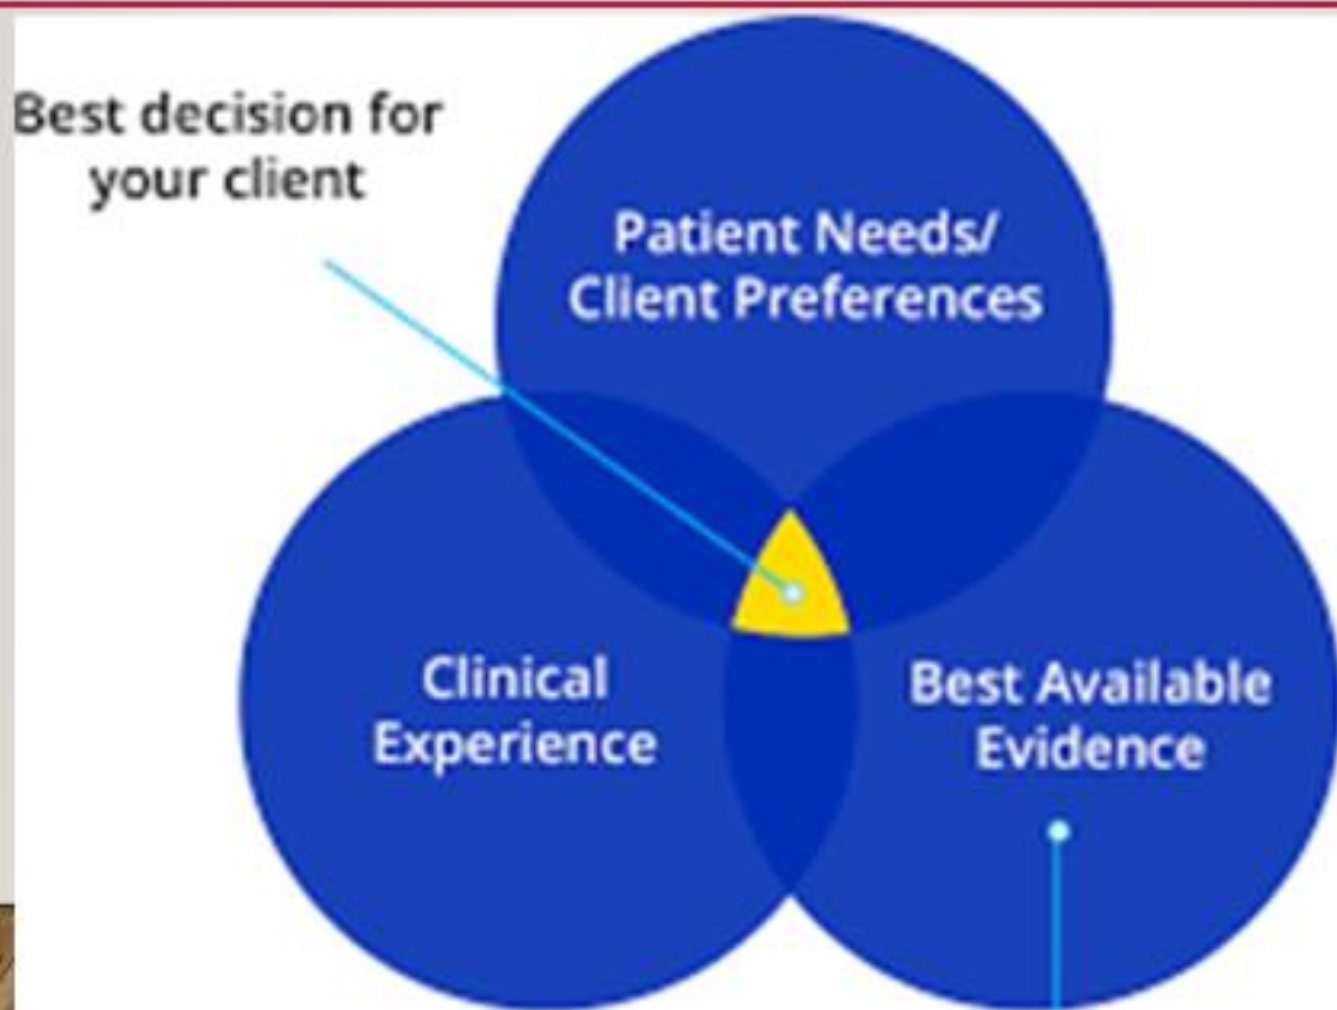 Best decision for
your client
Patient Needs/
Client Preferences
Clinical
Experience
Best Available
Evidence